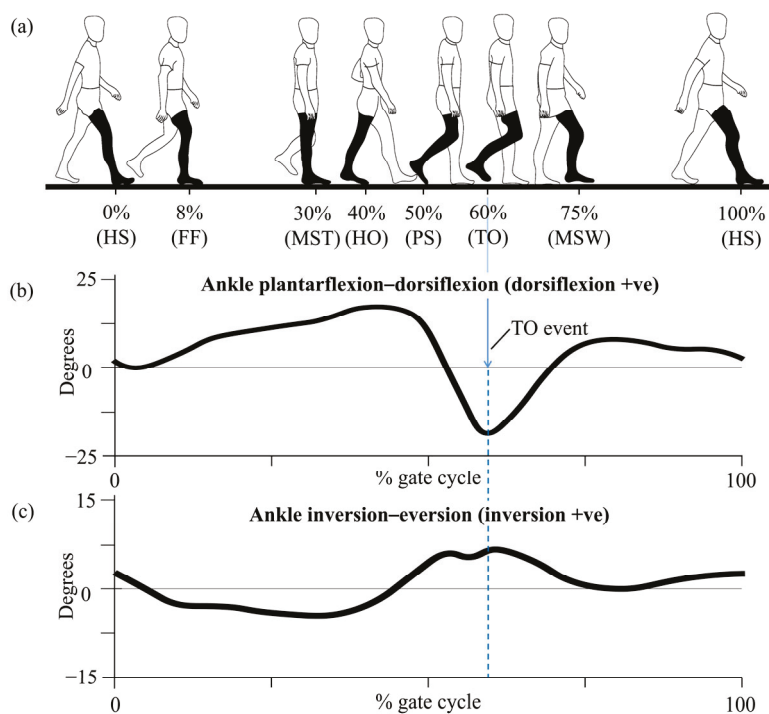 (a)
0% 8% 30% 40% 50% 60% 75% 100%
(HS) (FF) (MST) (HO) (PS) (TO) (MSW) (HS)
(b)
25
Ankle plantarflexion–dorsiflexion (dorsiflexion +ve)
TO event
Degrees
0
−25
0
% gate cycle
100
(c)
15
Ankle inversion–eversion (inversion +ve)
Degrees
0
−15
0
% gate cycle
100